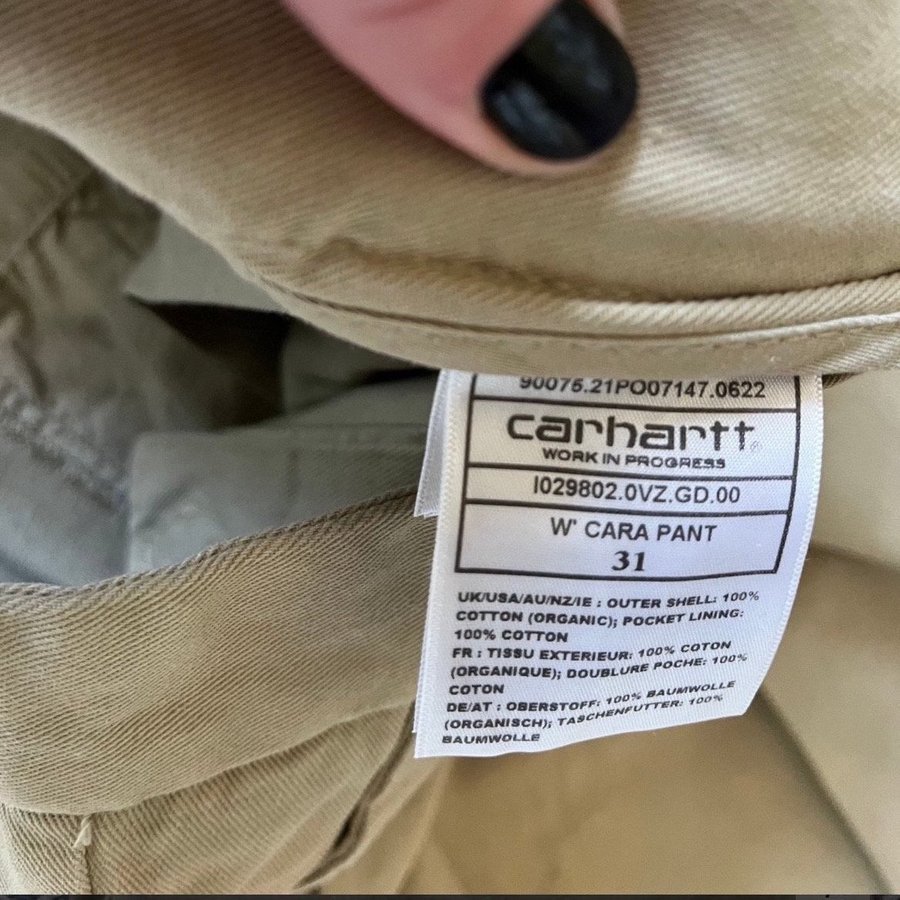 90075.21PO07147.0622
carhartt®
WORK IN PROGRESS
I029802.0VZ.GD.00
W' CARA PANT
31
UK/USA/AU/NZ/IE : OUTER SHELL: 100%
COTTON (ORGANIC); POCKET LINING:
100% COTTON
FR : TISSU EXTERIEUR: 100% COTON
(ORGANIQUE); DOUBLURE POCHE: 100%
COTON
DE/AT : OBERSTOFF: 100% BAUMWOLLE
(ORGANISCH); TASCHENFUTTER: 100%
BAUMWOLLE